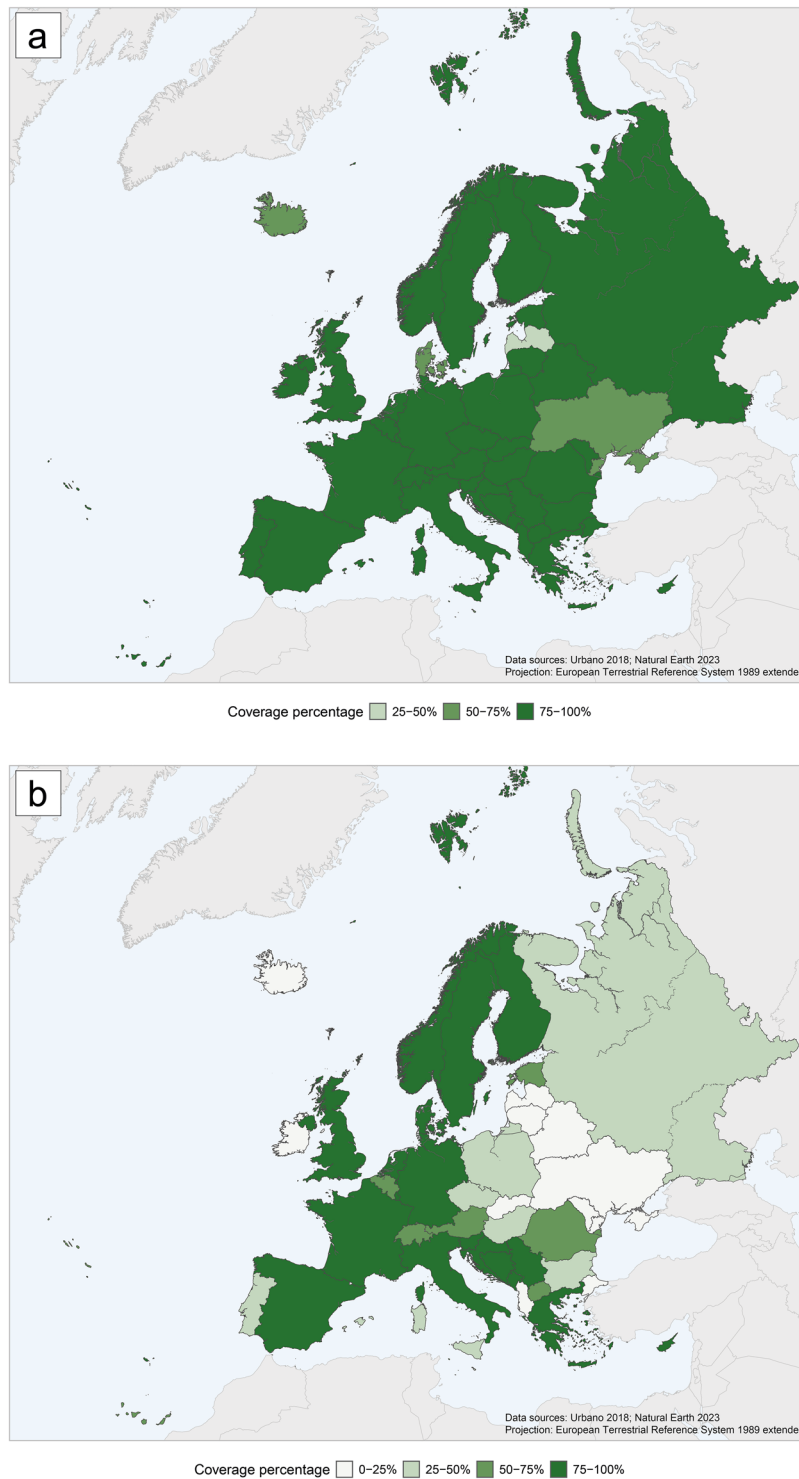 a
Data sources: Urbano 2018; Natural Earth 2023
Projection: European Terrestrial Reference System 1989 extende
Coverage percentage 25−50% 50−75% 75−100%
b
Data sources: Urbano 2018; Natural Earth 2023
Projection: European Terrestrial Reference System 1989 extende
Coverage percentage 0−25% 25−50% 50−75% 75−100%